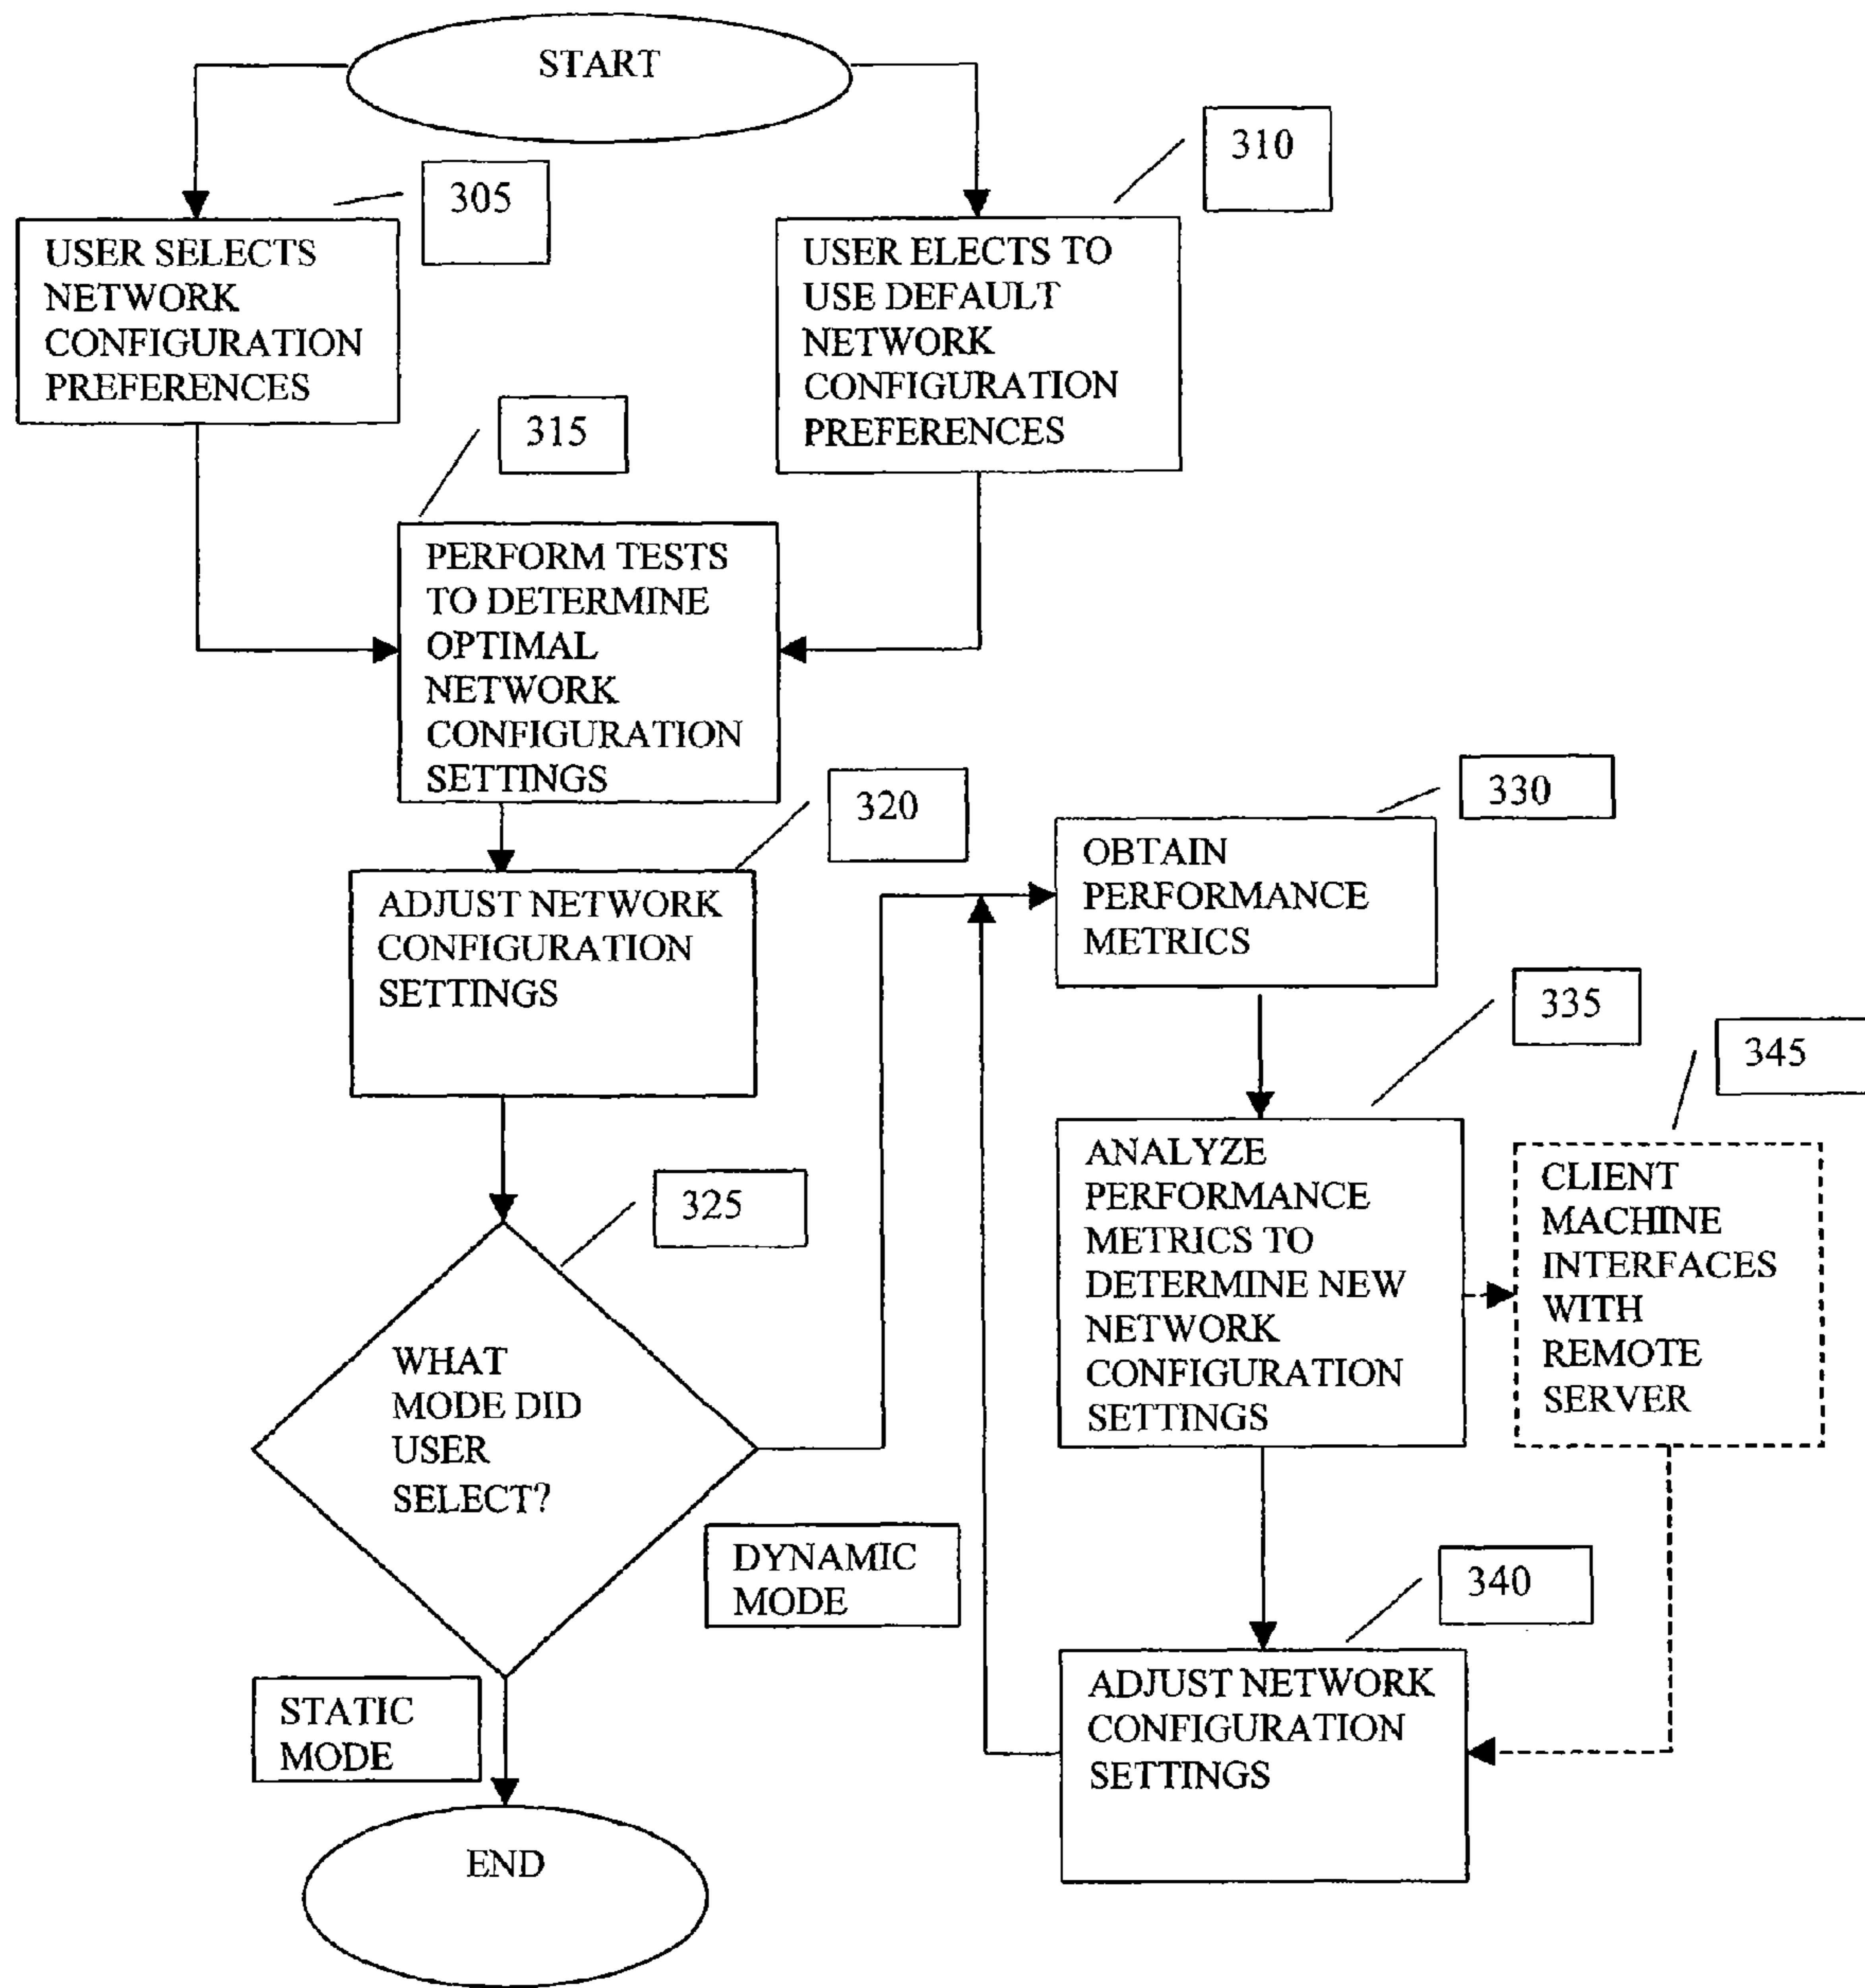 START
305
310
USER SELECTS
NETWORK
CONFIGURATION
PREFERENCES
USER ELECTS TO
USE DEFAULT
NETWORK
CONFIGURATION
PREFERENCES
315
PERFORM TESTS
TO DETERMINE
OPTIMAL
NETWORK
CONFIGURATION
SETTINGS
320
ADJUST NETWORK
CONFIGURATION
SETTINGS
325
WHAT
MODE DID
USER
SELECT?
DYNAMIC
MODE
STATIC
MODE
END
330
OBTAIN
PERFORMANCE
METRICS
335
ANALYZE
PERFORMANCE
METRICS TO
DETERMINE NEW
NETWORK
CONFIGURATION
SETTINGS
345
CLIENT
MACHINE
INTERFACES
WITH
REMOTE
SERVER
340
ADJUST NETWORK
CONFIGURATION
SETTINGS